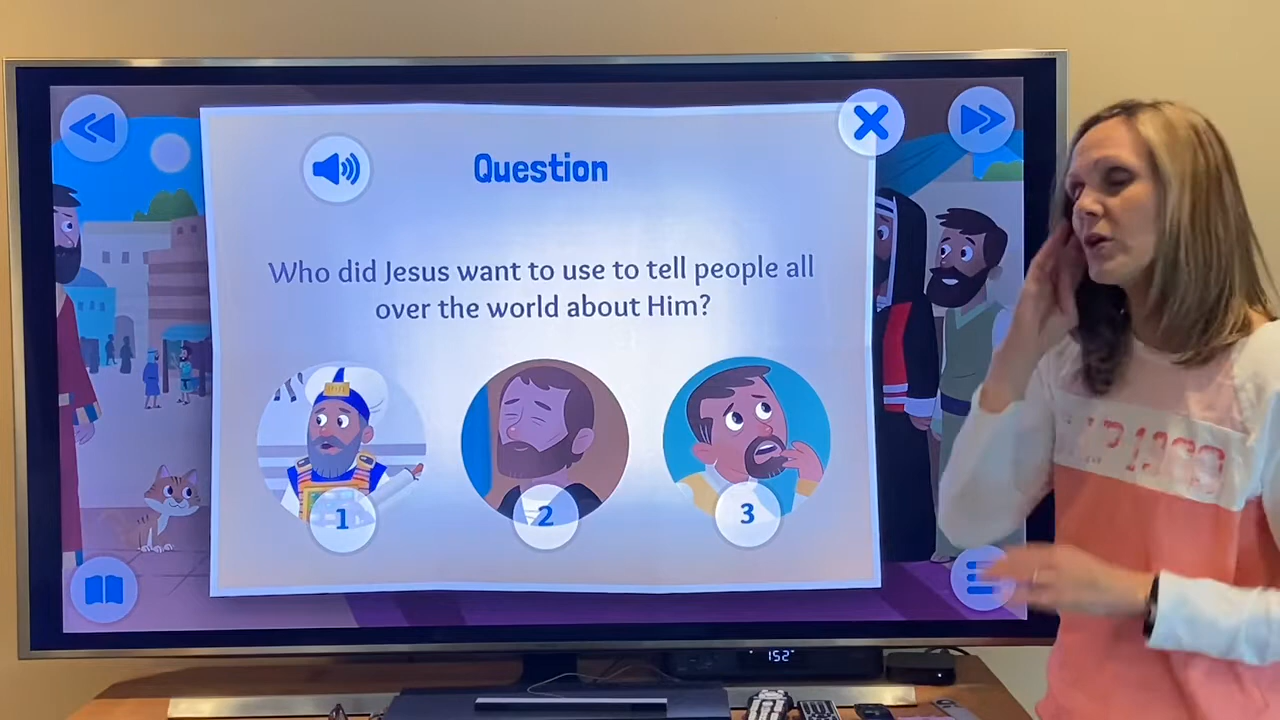 Question
Who did Jesus want to use to tell people all
over the world about Him?
1
2
3
152